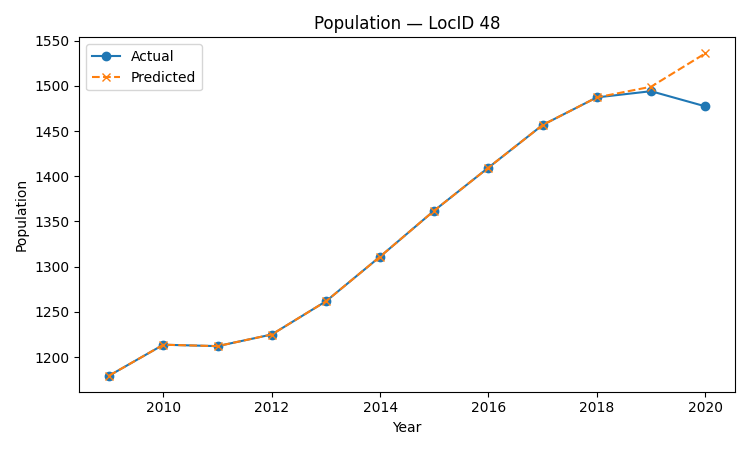 Population — LocID 48
Actual
Predicted
Population
1550
1500
1450
1400
1350
1300
1250
1200
2010 2012 2014 2016 2018 2020
Year